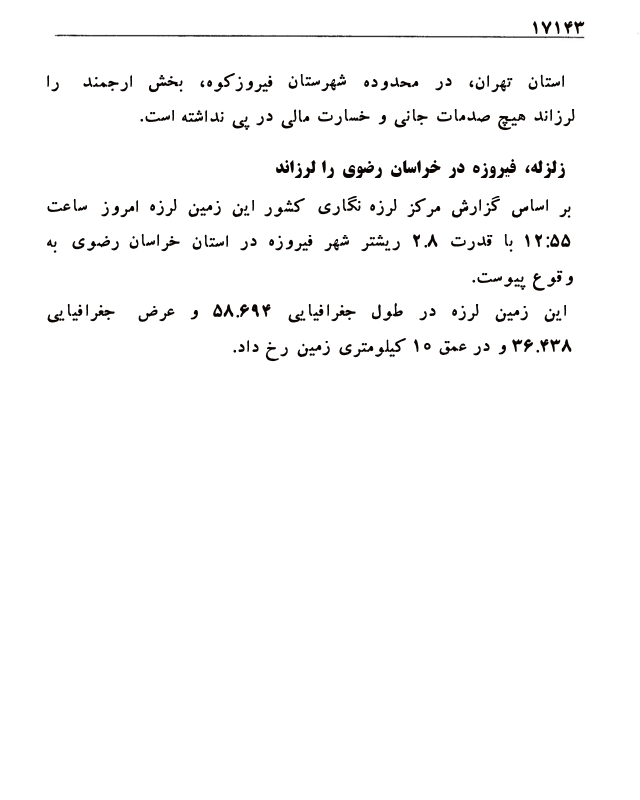 ۱۷۱۴۳
استان تهران، در محدوده شهرستان فیروزکوه، بخش ارجمند را
لرزاند هیچ صدمات جانی و خسارت مالی در پی نداشته است.
زلزله، فیروزه در خراسان رضوی را لرزاند
بر اساس گزارش مرکز لرزه نگاری کشور این زمین لرزه امروز ساعت
۱۲:۵۵ با قدرت ۲.۸ ریشتر شهر فیروزه در استان خراسان رضوی به
وقوع پیوست.
این زمین لرزه در طول جغرافیایی ۵۸.۶۹۴ و عرض جغرافیایی
۳۶.۴۳۸ و در عمق ۱۰ کیلومتری زمین رخ داد.